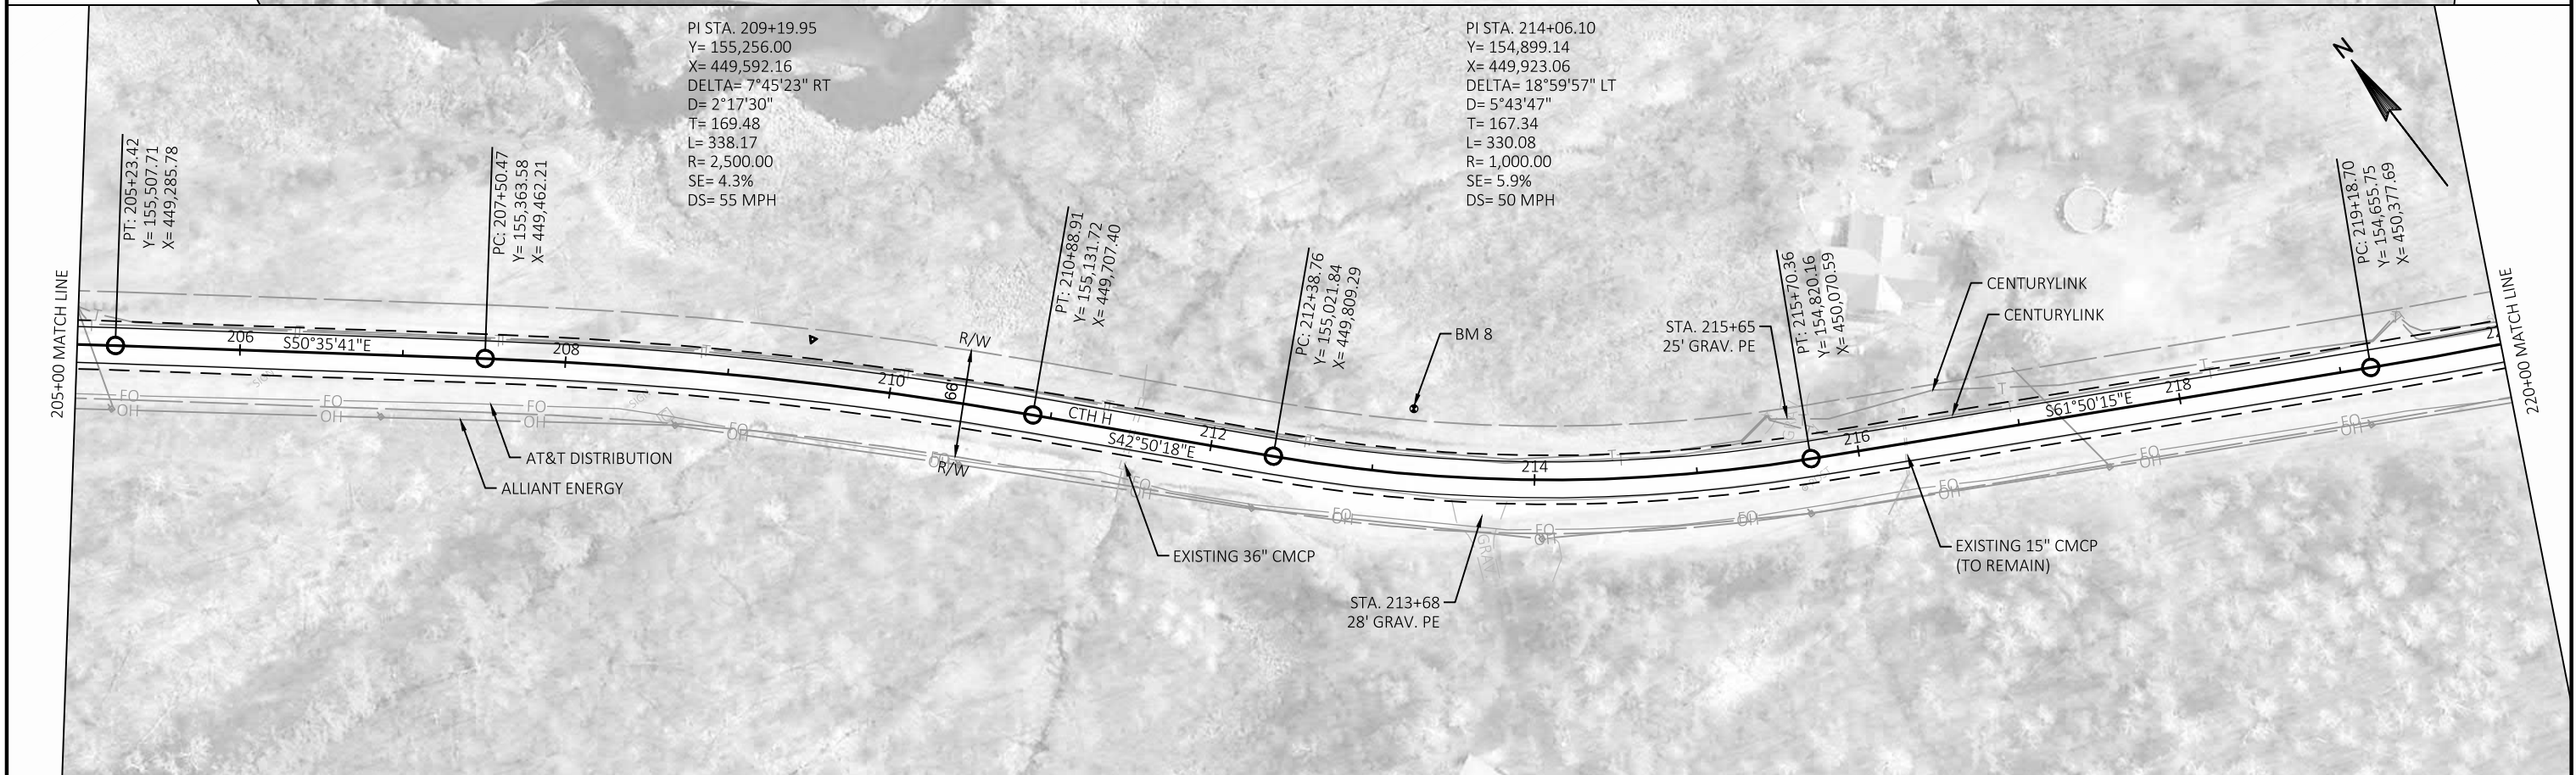 PI STA. 209+19.95
Y= 155,256.00
X= 449,592.16
DELTA= 7°45'23" RT
D= 2°17'30"
T= 169.48
L= 338.17
R= 2,500.00
SE= 4.3%
DS= 55 MPH
PI STA. 214+06.10
Y= 154,899.14
X= 449,923.06
DELTA= 18°59'57" LT
D= 5°43'47"
T= 167.34
L= 330.08
R= 1,000.00
SE= 5.9%
DS= 50 MPH
N
PT: 205+23.42
Y= 155,507.71
X= 449,285.78
PC: 207+50.47
Y= 155,363.58
X= 449,462.21
PT: 210+88.91
Y= 155,131.72
X= 449,707.40
PC: 212+38.76
Y= 155,021.84
X= 449,809.29
PT: 215+70.36
Y= 154,820.16
X= 450,070.59
PC: 219+18.70
Y= 154,655.75
X= 450,377.69
205+00 MATCH LINE
220+00 MATCH LINE
206
S50°35'41"E
208
210
R/W
66'
R/W
CTH H
S42°50'18"E
212
214
216
S61°50'15"E
218
BM 8
STA. 215+65
25' GRAV. PE
CENTURYLINK
CENTURYLINK
FO
OH
FO
OH
FO
OH
AT&T DISTRIBUTION
ALLIANT ENERGY
EXISTING 36" CMCP
STA. 213+68
28' GRAV. PE
EXISTING 15" CMCP
(TO REMAIN)